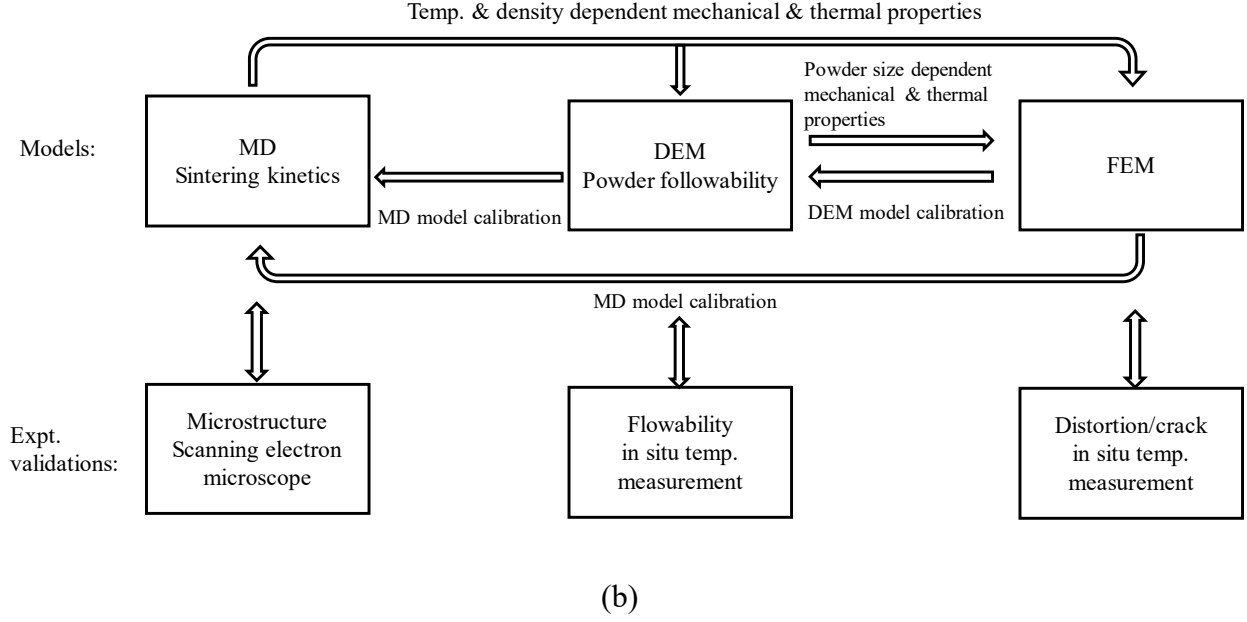 Temp. & density dependent mechanical & thermal properties
Powder size dependent
mechanical & thermal
properties
Models:
MD
Sintering kinetics
DEM
Powder followability
FEM
MD model calibration
DEM model calibration
MD model calibration
Expt.
validations:
Microstructure
Scanning electron
microscope
Flowability
in situ temp.
measurement
Distortion/crack
in situ temp.
measurement
(b)